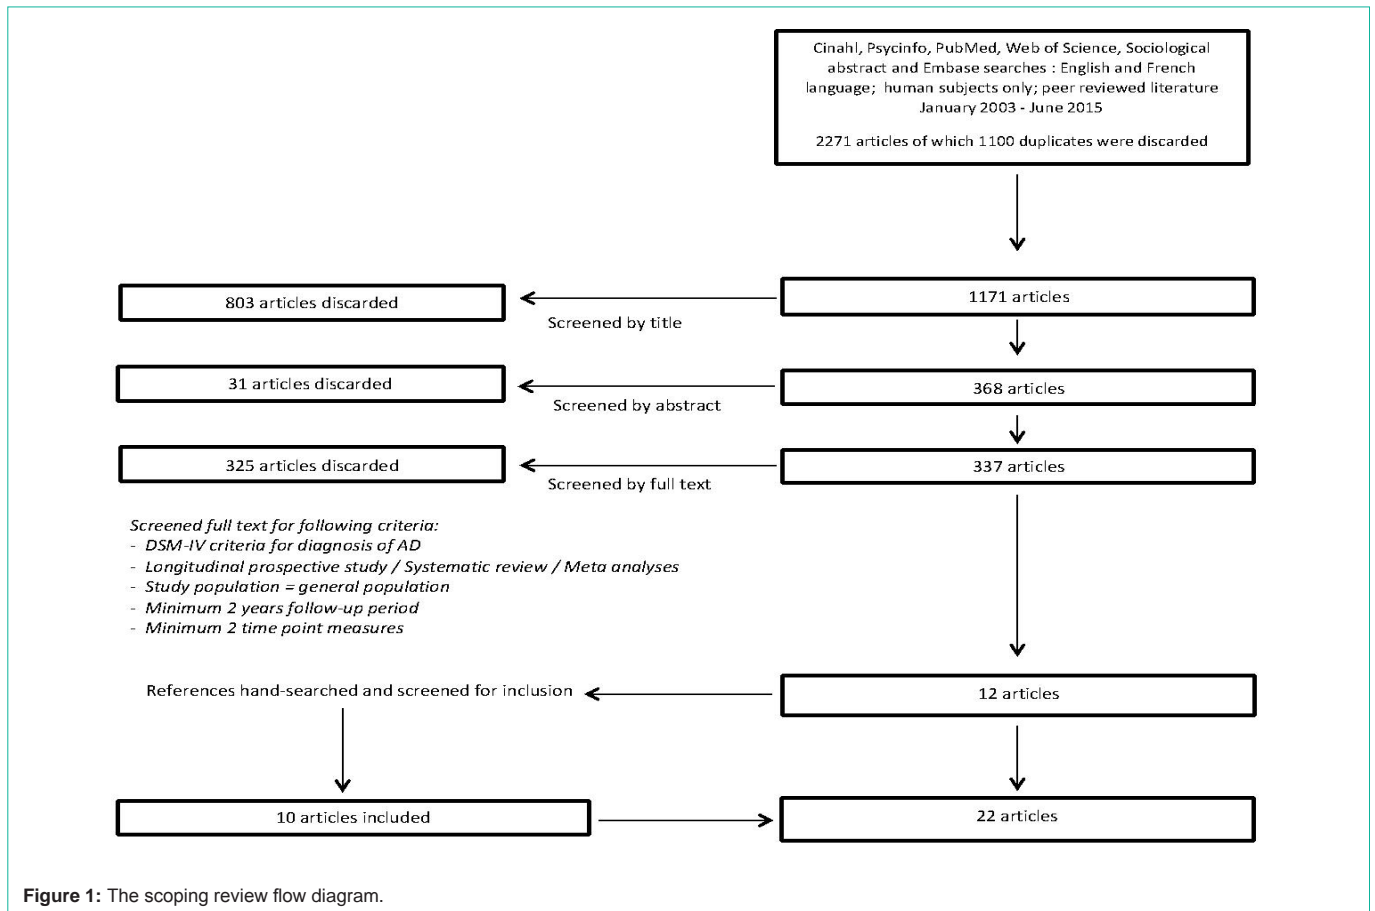 Cinahl, Psycinfo, PubMed, Web of Science, Sociological
abstract and Embase searches : English and French
language; human subjects only; peer reviewed literature
January 2003 - June 2015
2271 articles of which 1100 duplicates were discarded
803 articles discarded
1171 articles
Screened by title
31 articles discarded
368 articles
Screened by abstract
325 articles discarded
337 articles
Screened by full text
Screened full text for following criteria:
- DSM-IV criteria for diagnosis of AD
- Longitudinal prospective study / Systematic review / Meta analyses
- Study population = general population
- Minimum 2 years follow-up period
- Minimum 2 time point measures
References hand-searched and screened for inclusion
12 articles
10 articles included
22 articles
Figure 1: The scoping review flow diagram.